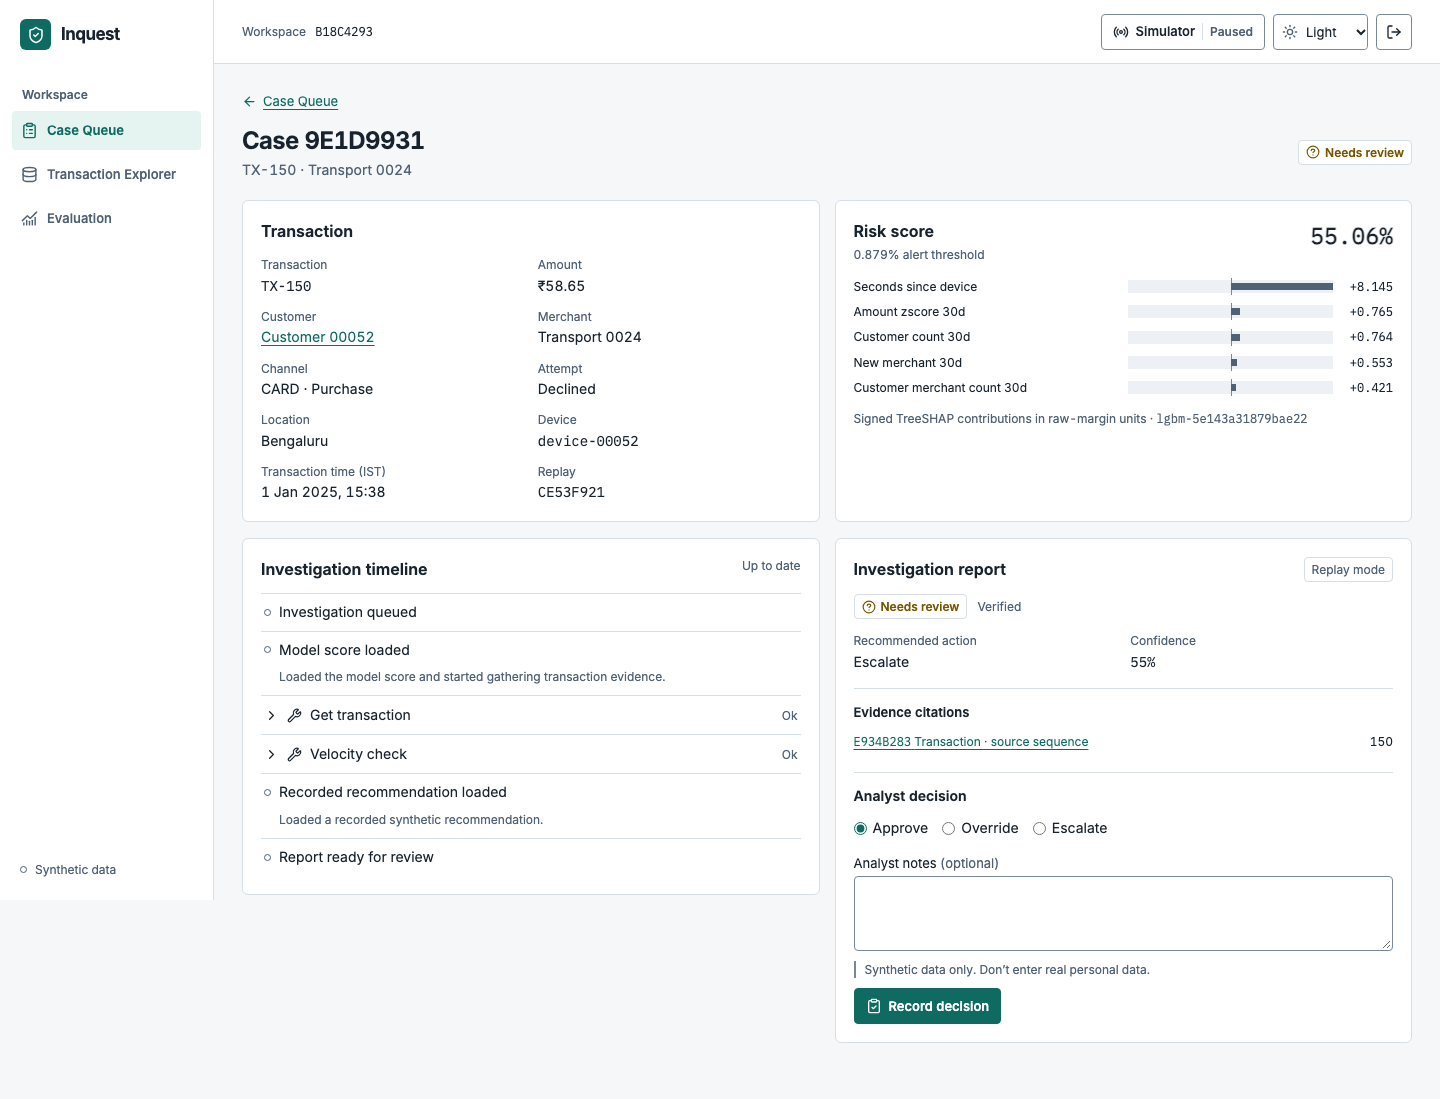 Inquest
Workspace B18C4293
Simulator Paused
Light
Workspace
Case Queue
Transaction Explorer
Evaluation
Synthetic data
Case Queue
Case 9E1D9931
TX-150 · Transport 0024
Needs review
Transaction
Transaction
TX-150
Amount
₹58.65
Customer
Customer 00052
Merchant
Transport 0024
Channel
CARD · Purchase
Attempt
Declined
Location
Bengaluru
Device
device-00052
Transaction time (IST)
1 Jan 2025, 15:38
Replay
CE53F921
Risk score
55.06%
0.879% alert threshold
Seconds since device +8.145
Amount zscore 30d +0.765
Customer count 30d +0.764
New merchant 30d +0.553
Customer merchant count 30d +0.421
Signed TreeSHAP contributions in raw-margin units · lgbm-5e143a31879bae22
Investigation timeline
Up to date
Investigation queued
Model score loaded
Loaded the model score and started gathering transaction evidence.
Get transaction Ok
Velocity check Ok
Recorded recommendation loaded
Loaded a recorded synthetic recommendation.
Report ready for review
Investigation report
Replay mode
Needs review Verified
Recommended action
Escalate
Confidence
55%
Evidence citations
E934B283 Transaction · source sequence 150
Analyst decision
Approve Override Escalate
Analyst notes (optional)
Synthetic data only. Don’t enter real personal data.
Record decision